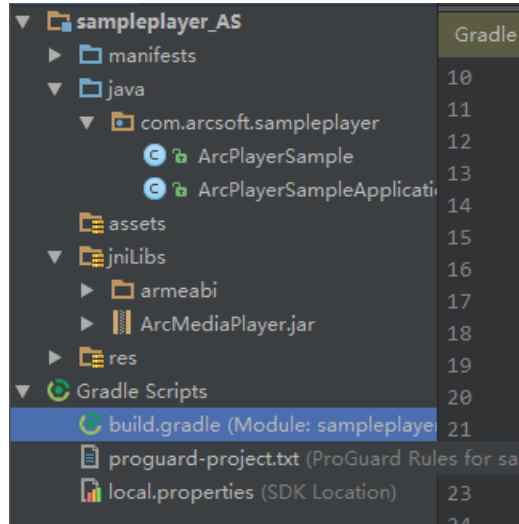 sampleplayer_AS
Gradle
manifests
10
java
11
com.arcsoft.sampleplayer
12
ArcPlayerSample
13
ArcPlayerSampleApplicatio
14
assets
15
jniLibs
16
armeabi
17
ArcMediaPlayer.jar
18
res
19
Gradle Scripts
20
build.gradle (Module: sampleplaye
21
proguard-project.txt (ProGuard Rules for sa
local.properties (SDK Location)
23
24